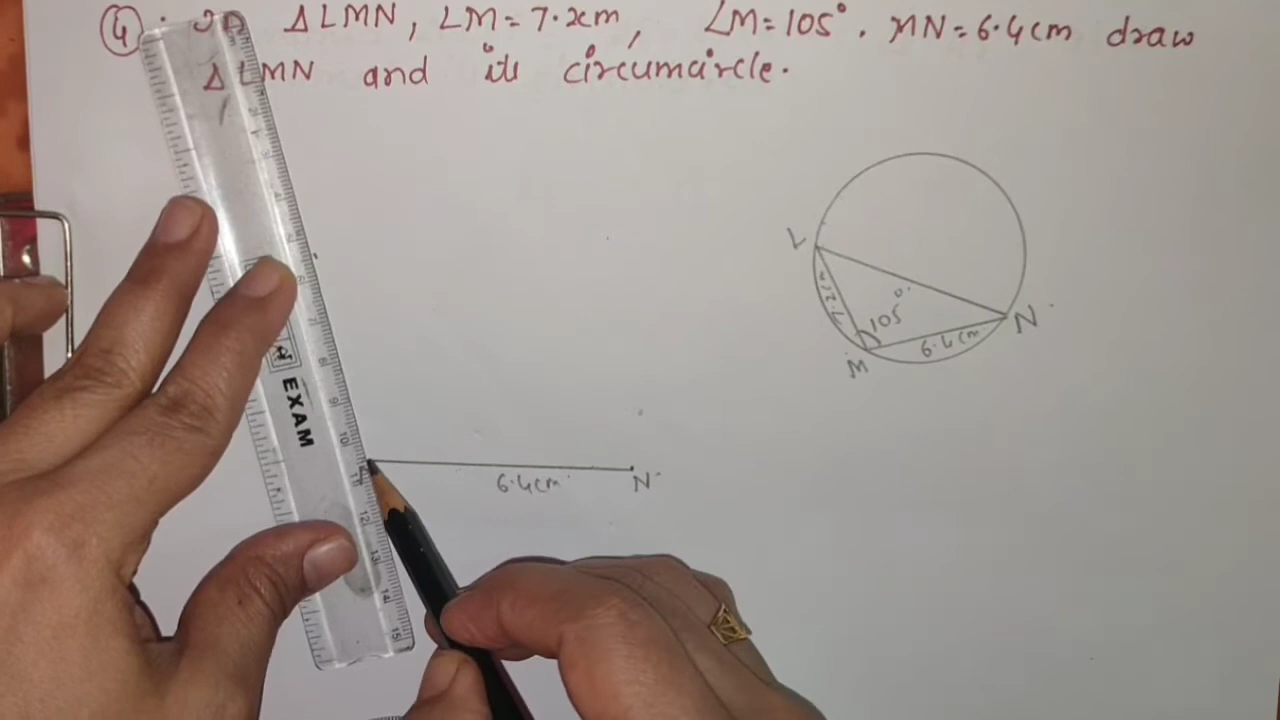 ④. In ΔLMN, LM = 7.2cm, ∠M = 105°. MN = 6.4cm draw
ΔLMN and its circumcircle.
L
7.2cm
105°
M
6.4cm
N
6.4cm
N
EXAM